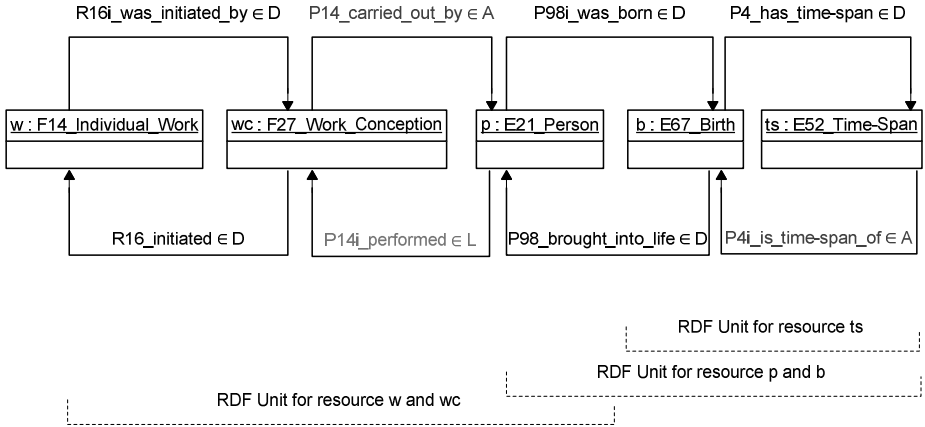 R16i_was_initiated_by ∈ D P14_carried_out_by ∈ A P98i_was_born ∈ D P4_has_time-span ∈ D
w : F14_Individual_Work wc : F27_Work_Conception p : E21_Person b : E67_Birth ts : E52_Time-Span
R16_initiated ∈ D P14i_performed ∈ L P98_brought_into_life ∈ D P4i_is_time-span_of ∈ A
RDF Unit for resource ts
RDF Unit for resource p and b
RDF Unit for resource w and wc